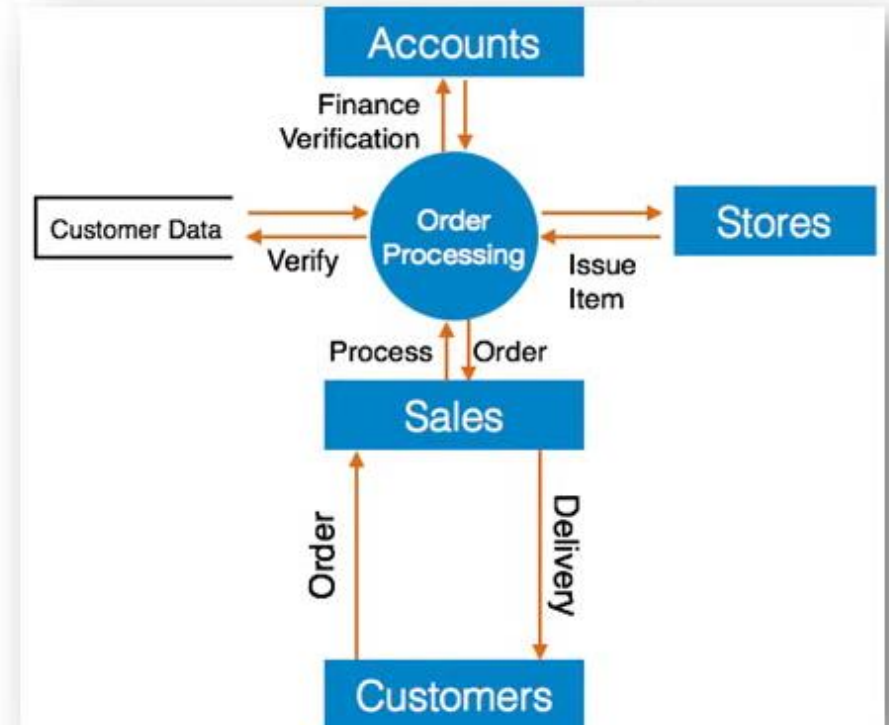 Accounts
Finance
Verification
Customer Data
Order
Processing
Stores
Verify
Issue
Item
Process
Order
Sales
Order
Delivery
Customers